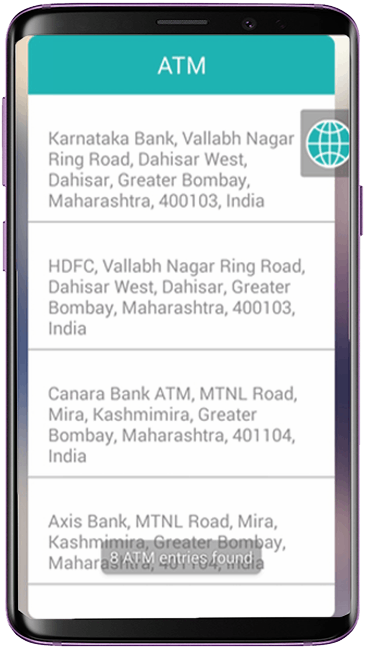 ATM
Karnataka Bank, Vallabh Nagar
Ring Road, Dahisar West,
Dahisar, Greater Bombay,
Maharashtra, 400103, India
HDFC, Vallabh Nagar Ring Road,
Dahisar West, Dahisar, Greater
Bombay, Maharashtra, 400103,
India
Canara Bank ATM, MTNL Road,
Mira, Kashmimira, Greater
Bombay, Maharashtra, 401104,
India
Axis Bank, MTNL Road, Mira,
Kashmimira, Greater Bombay,
Maharashtra, 401104, India
8 ATM entries found